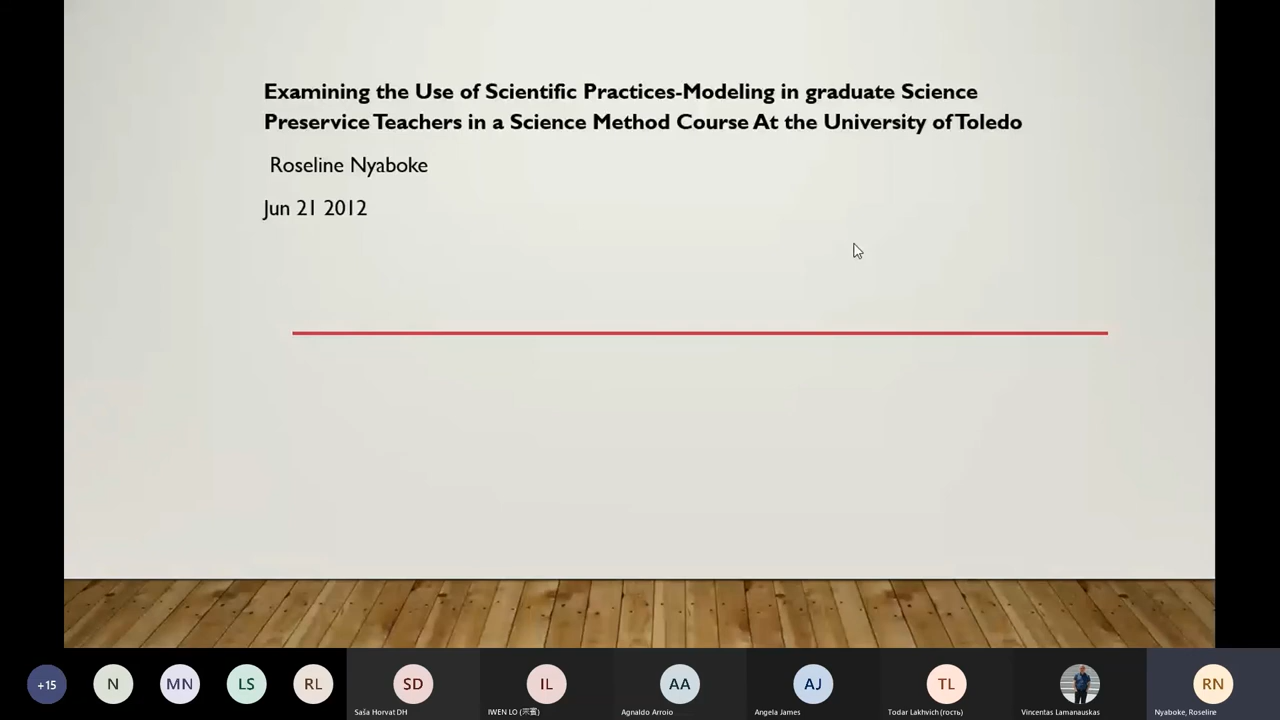 Examining the Use of Scientific Practices-Modeling in graduate Science
Preservice Teachers in a Science Method Course At the University of Toledo
Roseline Nyaboke
Jun 21 2012
+15
N
MN
LS
RL
SD
IL
AA
AJ
TL
RN
Saša Horvat DH
IWEN LO (宗賓)
Agnaldo Arroio
Angela James
Todar Lakhvich (гость)
Vincentas Lamanauskas
Nyaboke, Roseline